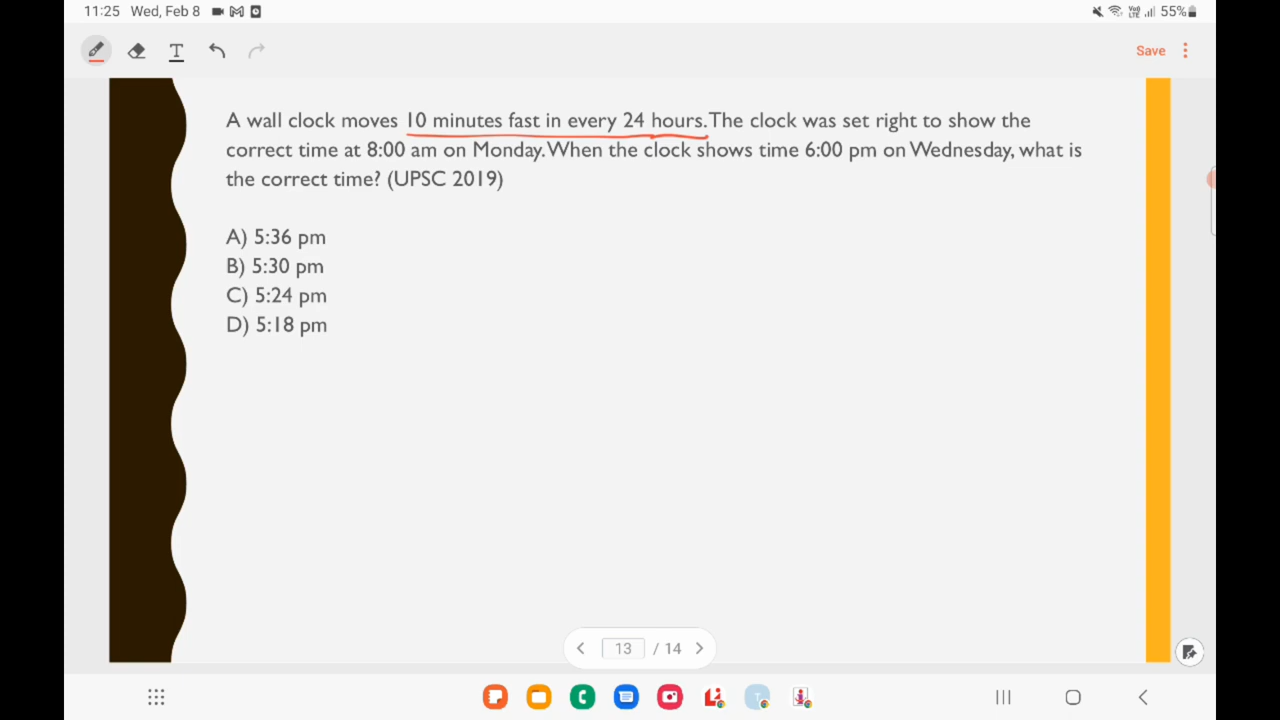 11:25 Wed, Feb 8
VoD LTE 55%
Save
A wall clock moves 10 minutes fast in every 24 hours.The clock was set right to show the
correct time at 8:00 am on Monday.When the clock shows time 6:00 pm on Wednesday, what is
the correct time? (UPSC 2019)
A) 5:36 pm
B) 5:30 pm
C) 5:24 pm
D) 5:18 pm
13 / 14